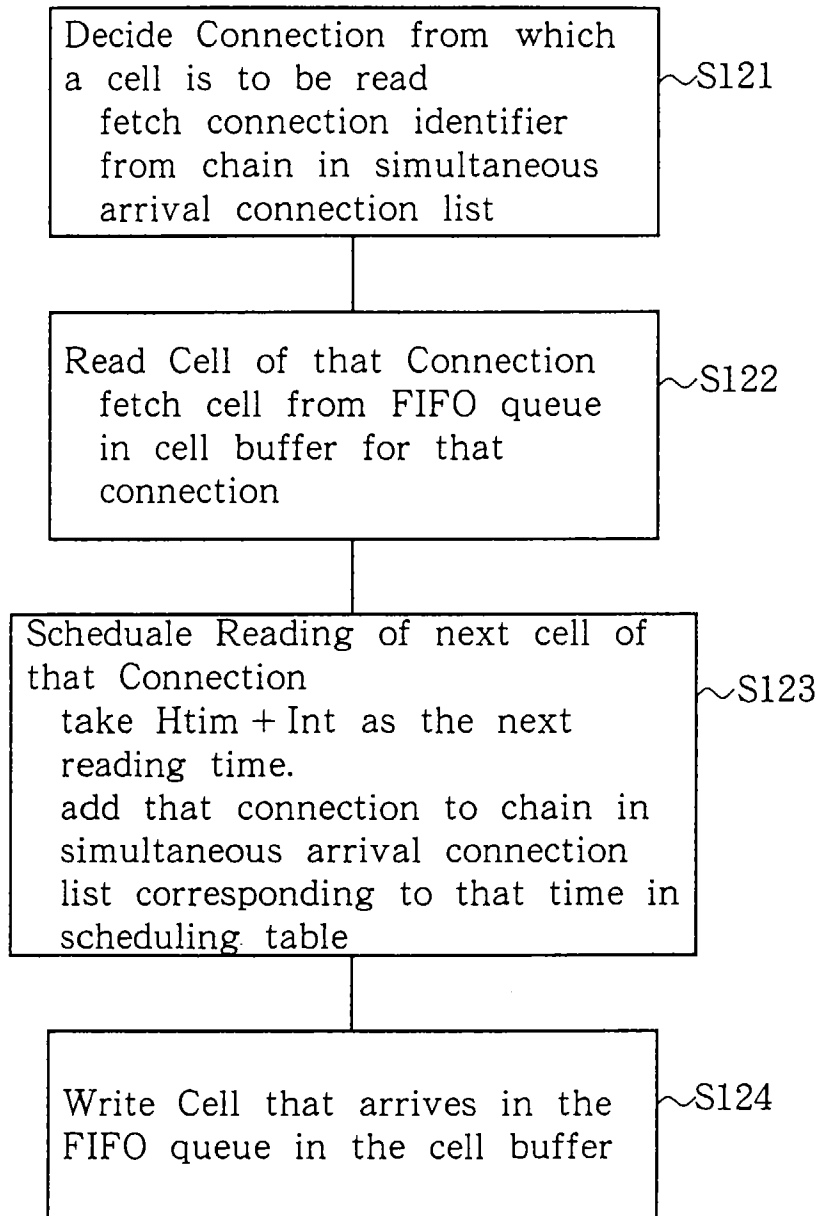 Decide Connection from which
a cell is to be read
fetch connection identifier
from chain in simultaneous
arrival connection list
S121
Read Cell of that Connection
fetch cell from FIFO queue
in cell buffer for that
connection
S122
Scheduale Reading of next cell of
that Connection
take Htim + Int as the next
reading time.
add that connection to chain in
simultaneous arrival connection
list corresponding to that time in
scheduling table
S123
Write Cell that arrives in the
FIFO queue in the cell buffer
S124